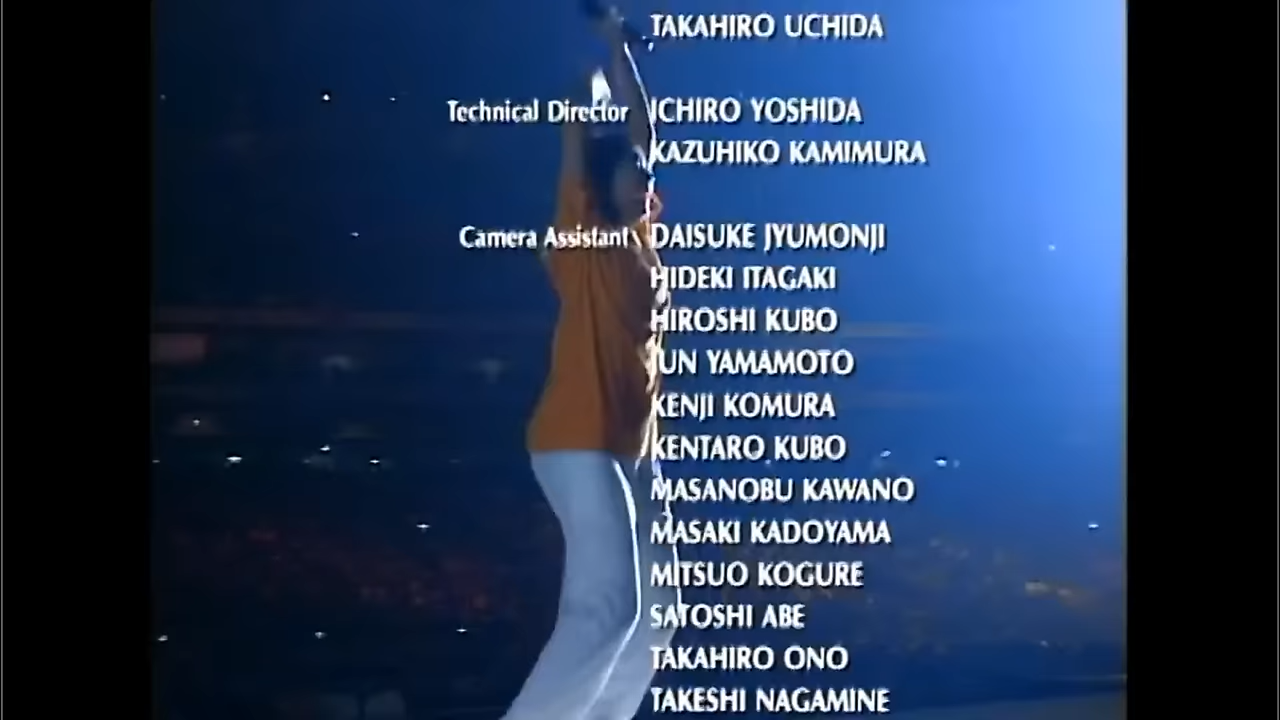 TAKAHIRO UCHIDA
Technical Director ICHIRO YOSHIDA
KAZUHIKO KAMIMURA
Camera Assistant DAISUKE JYUMONJI
HIDEKI ITAGAKI
HIROSHI KUBO
JUN YAMAMOTO
KENJI KOMURA
KENTARO KUBO
MASANOBU KAWANO
MASAKI KADOYAMA
MITSUO KOGURE
SATOSHI ABE
TAKAHIRO ONO
TAKESHI NAGAMINE